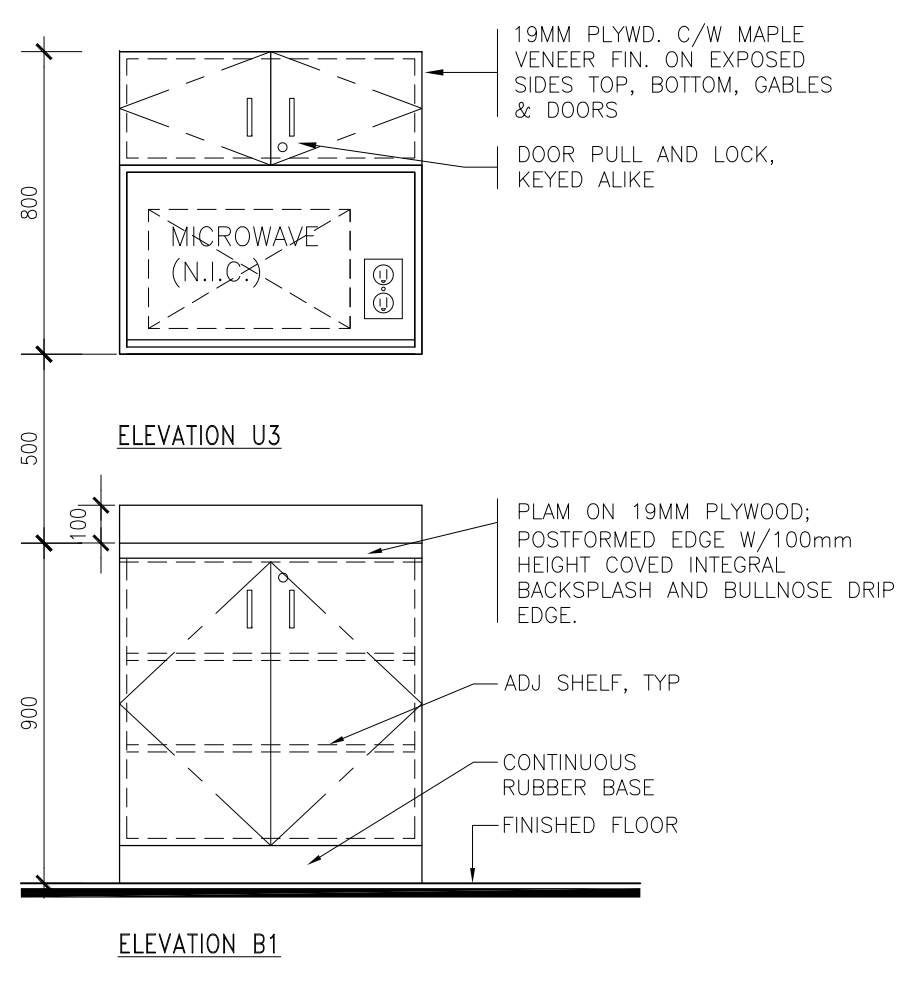 19MM PLYWD. C/W MAPLE
VENEER FIN. ON EXPOSED
SIDES TOP, BOTTOM, GABLES
& DOORS
DOOR PULL AND LOCK,
KEYED ALIKE
800
MICROWAVE
(N.I.C.)
ELEVATION U3
500
100
PLAM ON 19MM PLYWOOD;
POSTFORMED EDGE W/100mm
HEIGHT COVED INTEGRAL
BACKSPLASH AND BULLNOSE DRIP
EDGE.
ADJ SHELF, TYP
900
CONTINUOUS
RUBBER BASE
FINISHED FLOOR
ELEVATION B1